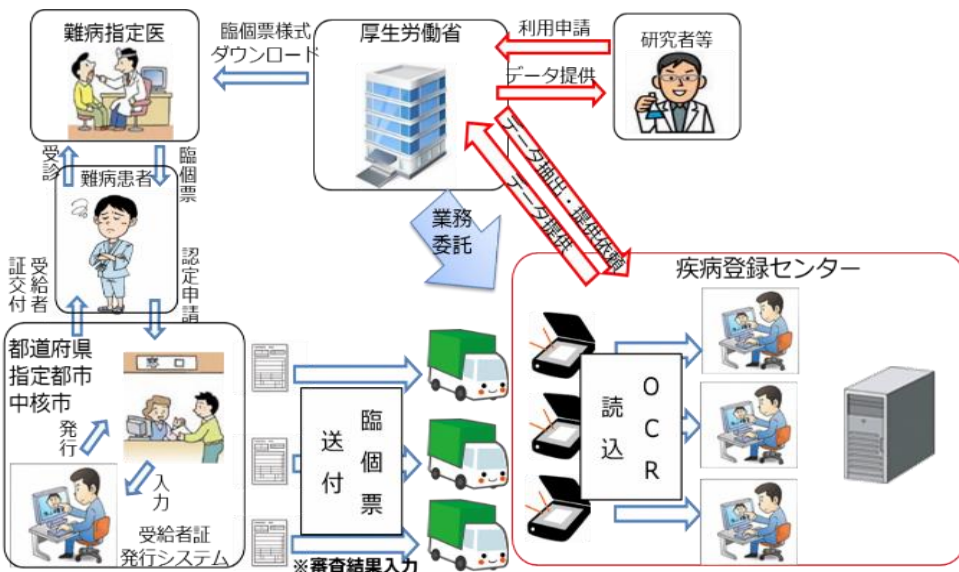 難病指定医
臨個票様式
ダウンロード
厚生労働省
利用申請
データ提供
研究者等
受診
臨個票
難病患者
データ抽出・提供依頼
データ提供
業務
委託
受給者
証交付
認定申請
疾病登録センター
都道府県
指定都市
中核市
窓口
発行
入力
受給者証
発行システム
送付
臨個票
※審査結果入力
読込
OCR